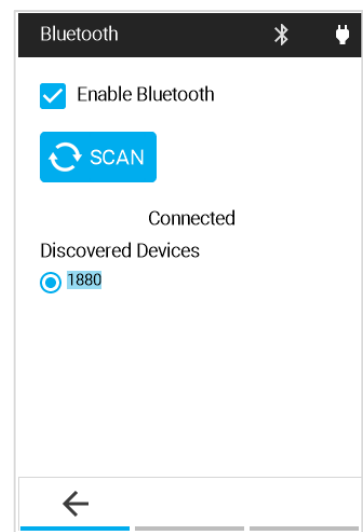 Bluetooth
Enable Bluetooth
SCAN
Connected
Discovered Devices
1880